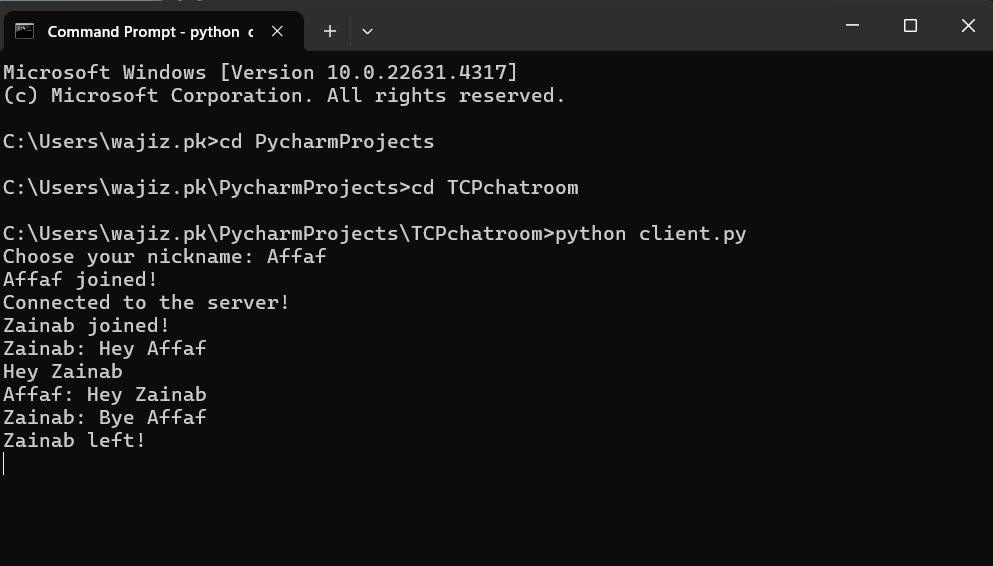 Command Prompt - python c
Microsoft Windows [Version 10.0.22631.4317]
(c) Microsoft Corporation. All rights reserved.
C:\Users\wajiz.pk>cd PycharmProjects
C:\Users\wajiz.pk\PycharmProjects>cd TCPchatroom
C:\Users\wajiz.pk\PycharmProjects\TCPchatroom>python client.py
Choose your nickname: Affaf
Affaf joined!
Connected to the server!
Zainab joined!
Zainab: Hey Affaf
Hey Zainab
Affaf: Hey Zainab
Zainab: Bye Affaf
Zainab left!